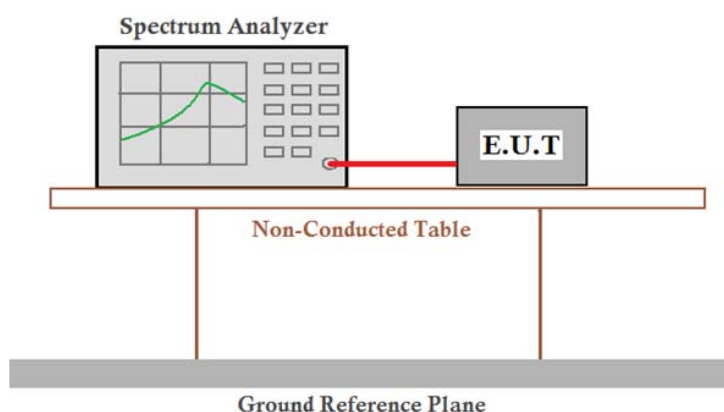 Spectrum Analyzer
E.U.T
Non-Conducted Table
Ground Reference Plane